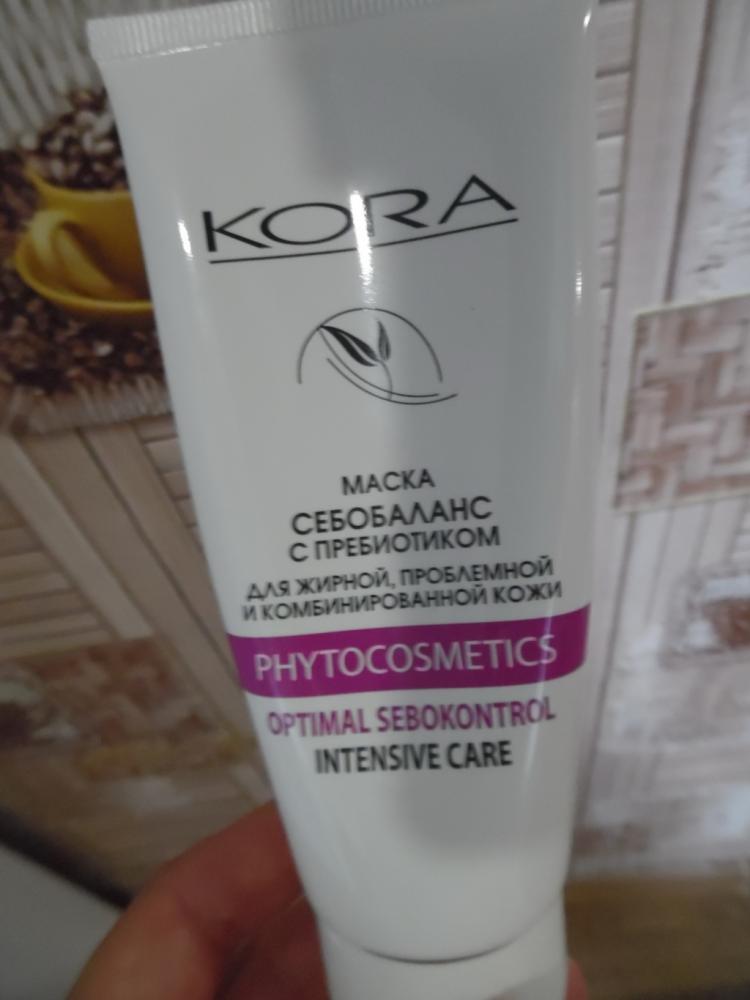 KORA
МАСКА
СЕБОБАЛАНС
С ПРЕБИОТИКОМ
ДЛЯ ЖИРНОЙ, ПРОБЛЕМНОЙ
И КОМБИНИРОВАННОЙ КОЖИ
PHYTOCOSMETICS
OPTIMAL SEBOKONTROL
INTENSIVE CARE